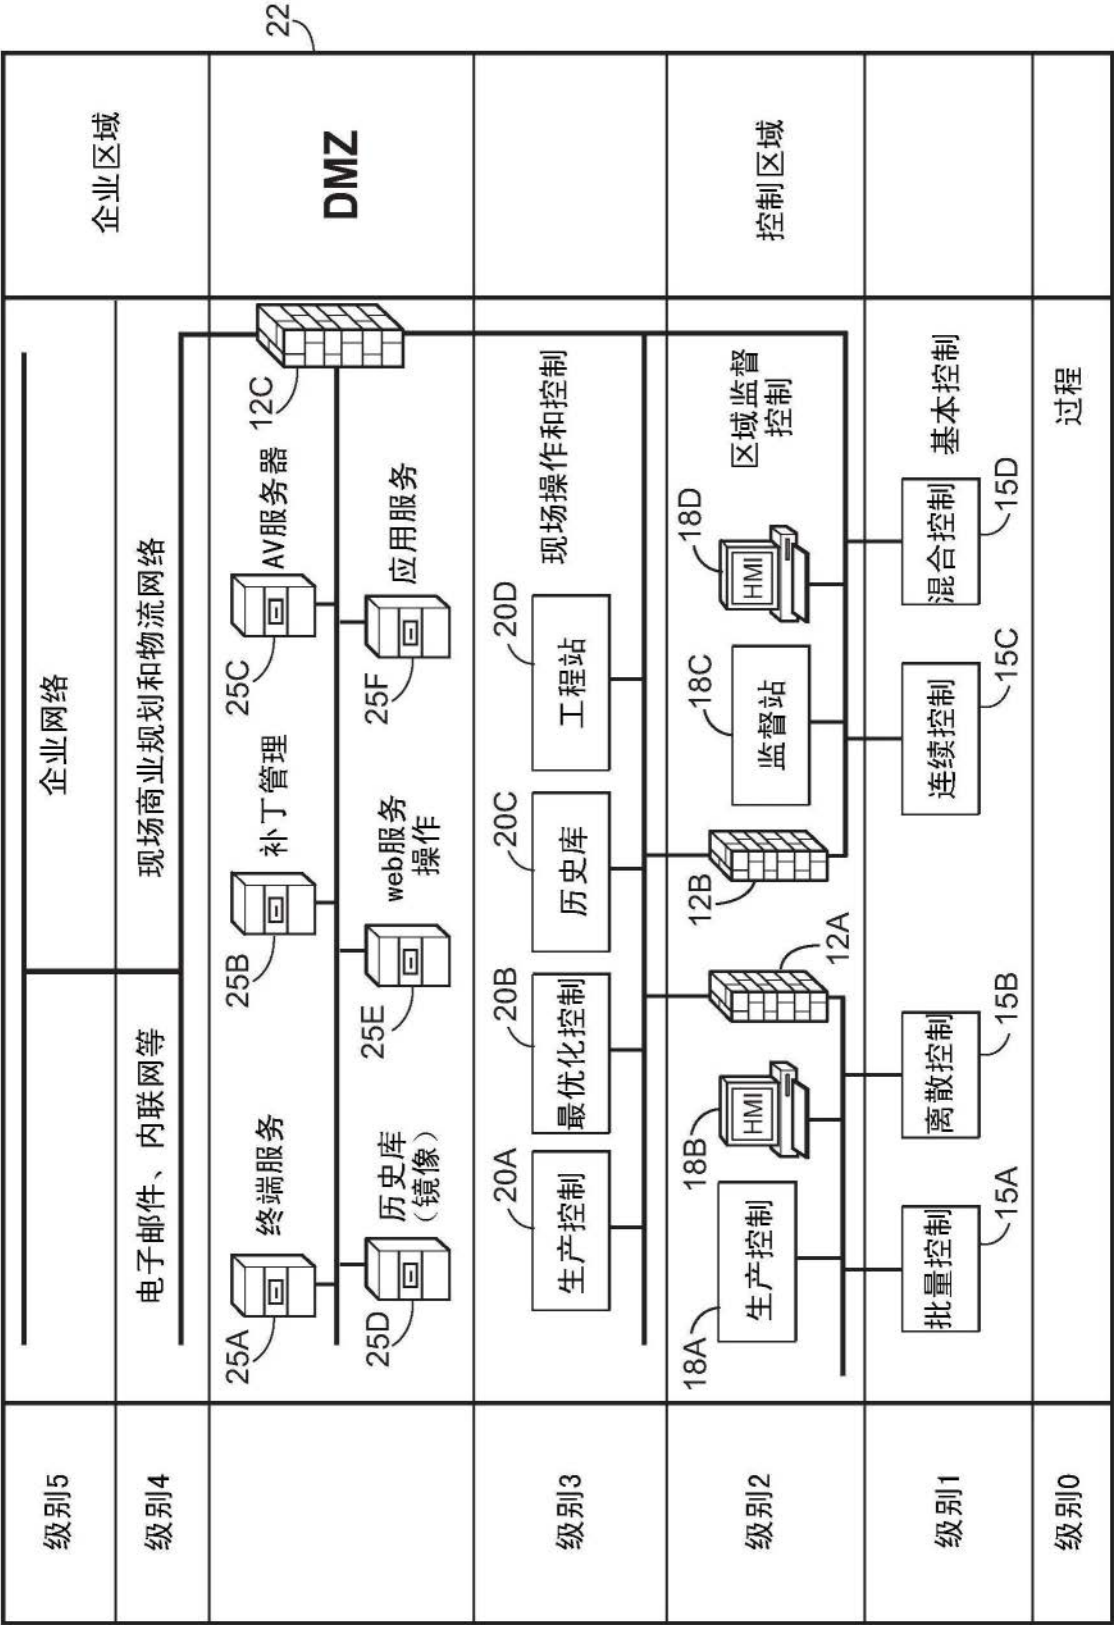 22
级别5
企业网络
企业区域
级别4
电子邮件、内联网等
现场商业规划和物流网络
DMZ
25A
终端服务
25B
补丁管理
25C
AV服务器
12C
25D
历史库
(镜像)
25E
web服务
操作
25F
应用服务
级别3
20A
生产控制
20B
最优化控制
20C
历史库
20D
工程站
现场操作和控制
级别2
18A
生产控制
18B
HMI
12A
12B
18C
监督站
18D
HMI
区域监督
控制
控制区域
级别1
批量控制
15A
离散控制
15B
连续控制
15C
混合控制
15D
基本控制
级别0
过程